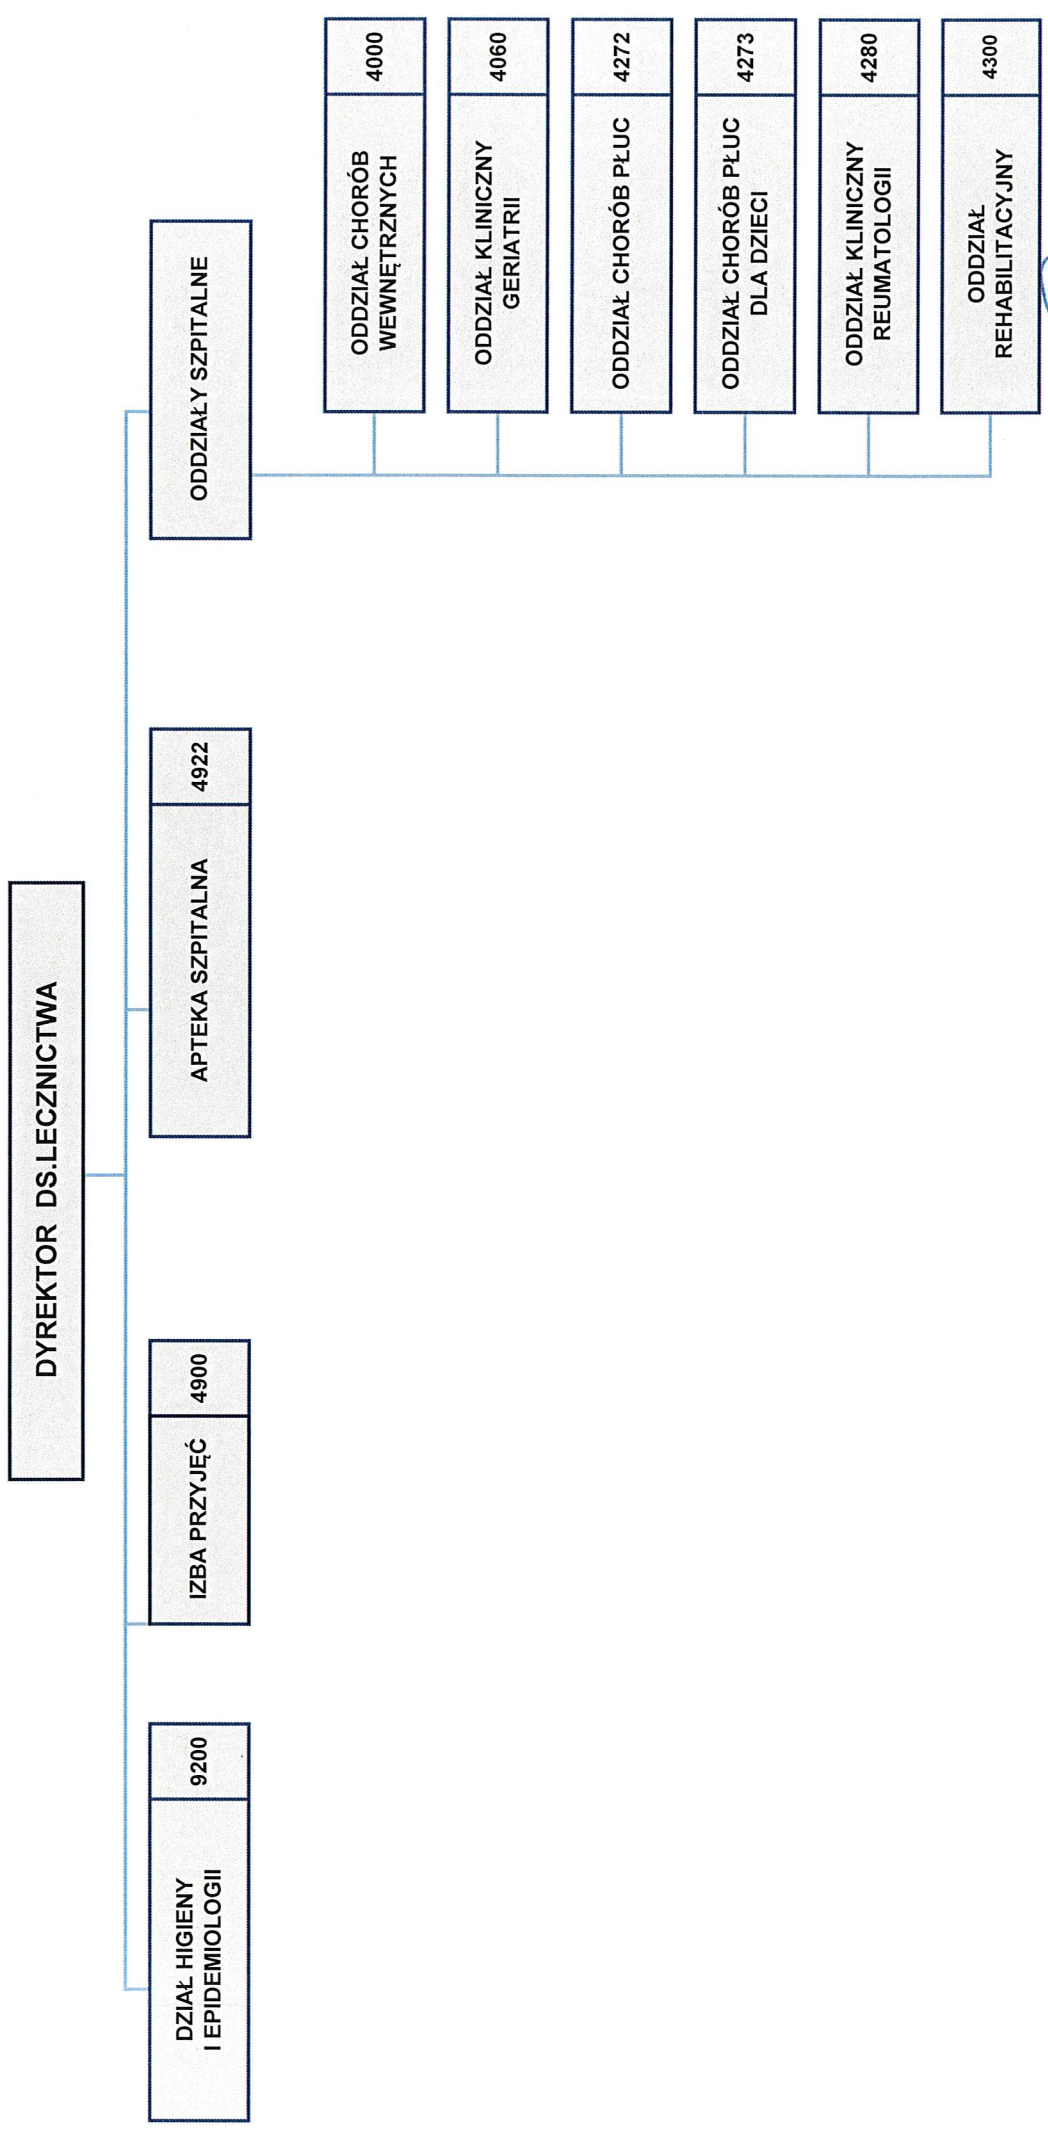 DYREKTOR DS.LECZNICTWA
DZIAŁ HIGIENY
I EPIDEMIOLOGII
9200
IZBA PRZYJĘĆ
4900
APTEKA SZPITALNA
4922
ODDZIAŁY SZPITALNE
ODDZIAŁ CHORÓB
WEWNĘTRZNYCH
4000
ODDZIAŁ KLINICZNY
GERIATRII
4060
ODDZIAŁ CHORÓB PŁUC
4272
ODDZIAŁ CHORÓB PŁUC
DLA DZIECI
4273
ODDZIAŁ KLINICZNY
REUMATOLOGII
4280
ODDZIAŁ
REHABILITACYJNY
4300